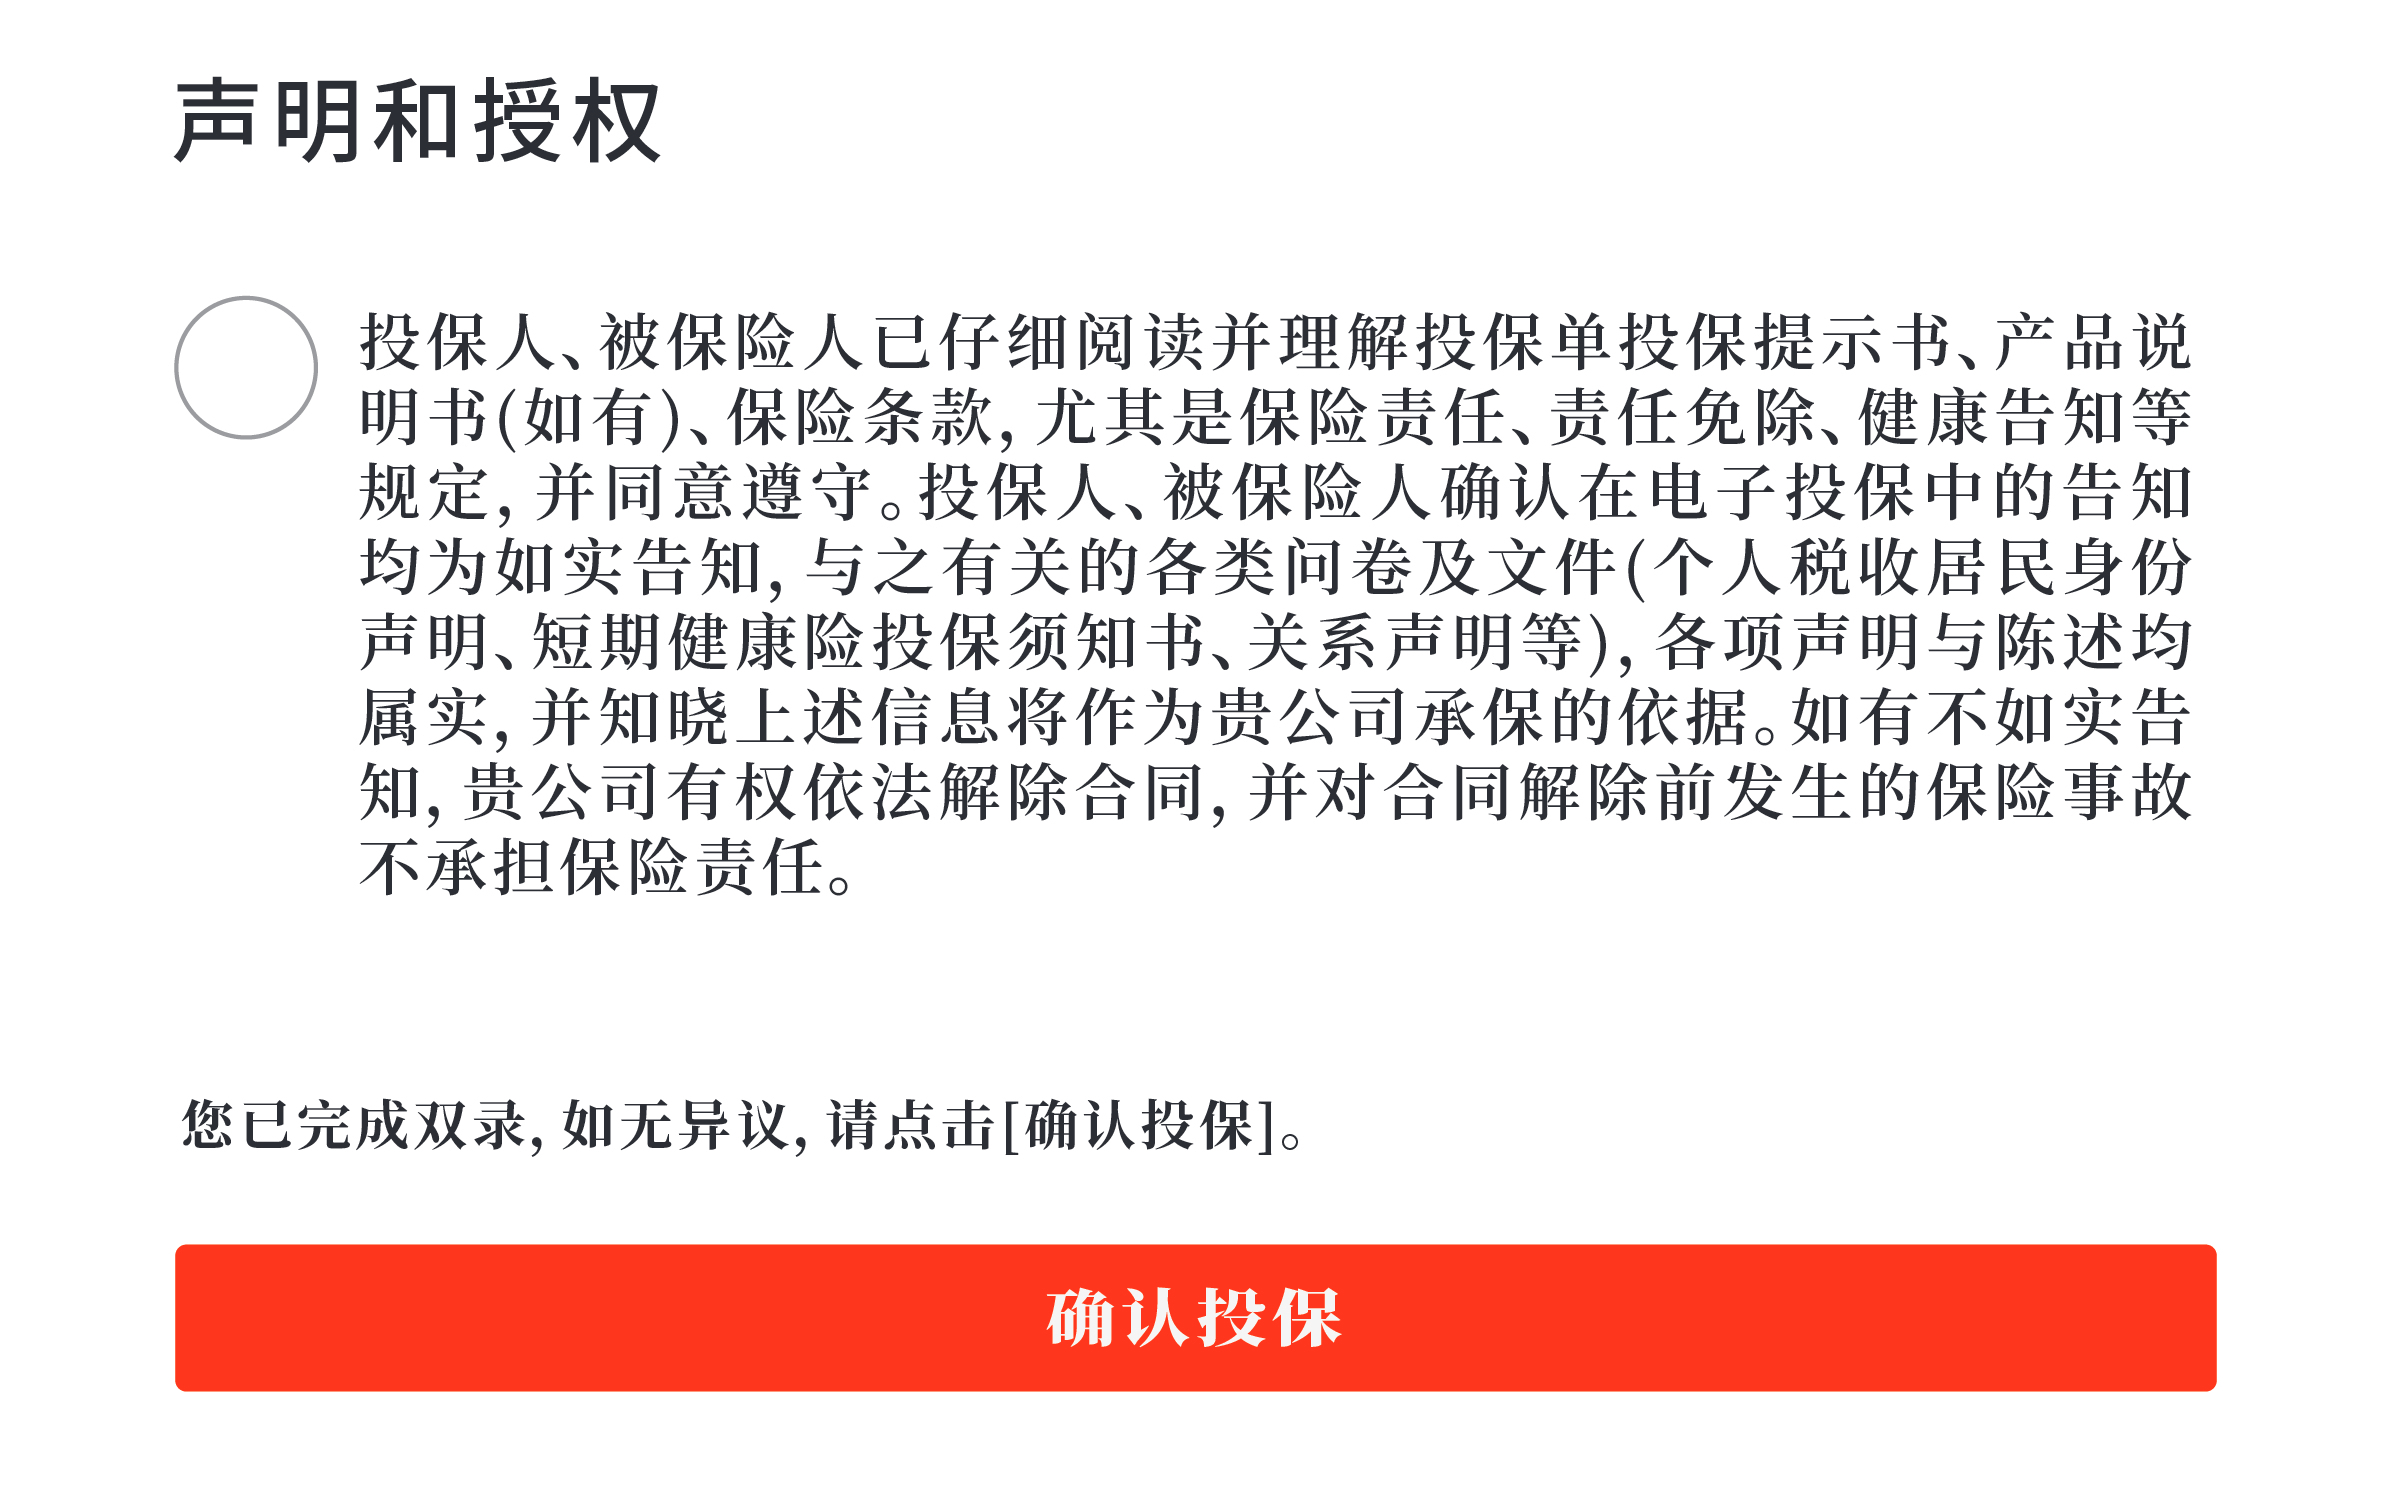 声明和授权
投保人、被保险人已仔细阅读并理解投保单投保提示书、产品说
明书(如有)、保险条款, 尤其是保险责任、责任免除、健康告知等
规定, 并同意遵守。投保人、被保险人确认在电子投保中的告知
均为如实告知, 与之有关的各类问卷及文件(个人税收居民身份
声明、短期健康险投保须知书、关系声明等), 各项声明与陈述均
属实, 并知晓上述信息将作为贵公司承保的依据。如有不如实告
知, 贵公司有权依法解除合同, 并对合同解除前发生的保险事故
不承担保险责任。
您已完成双录, 如无异议, 请点击[确认投保]。
确认投保